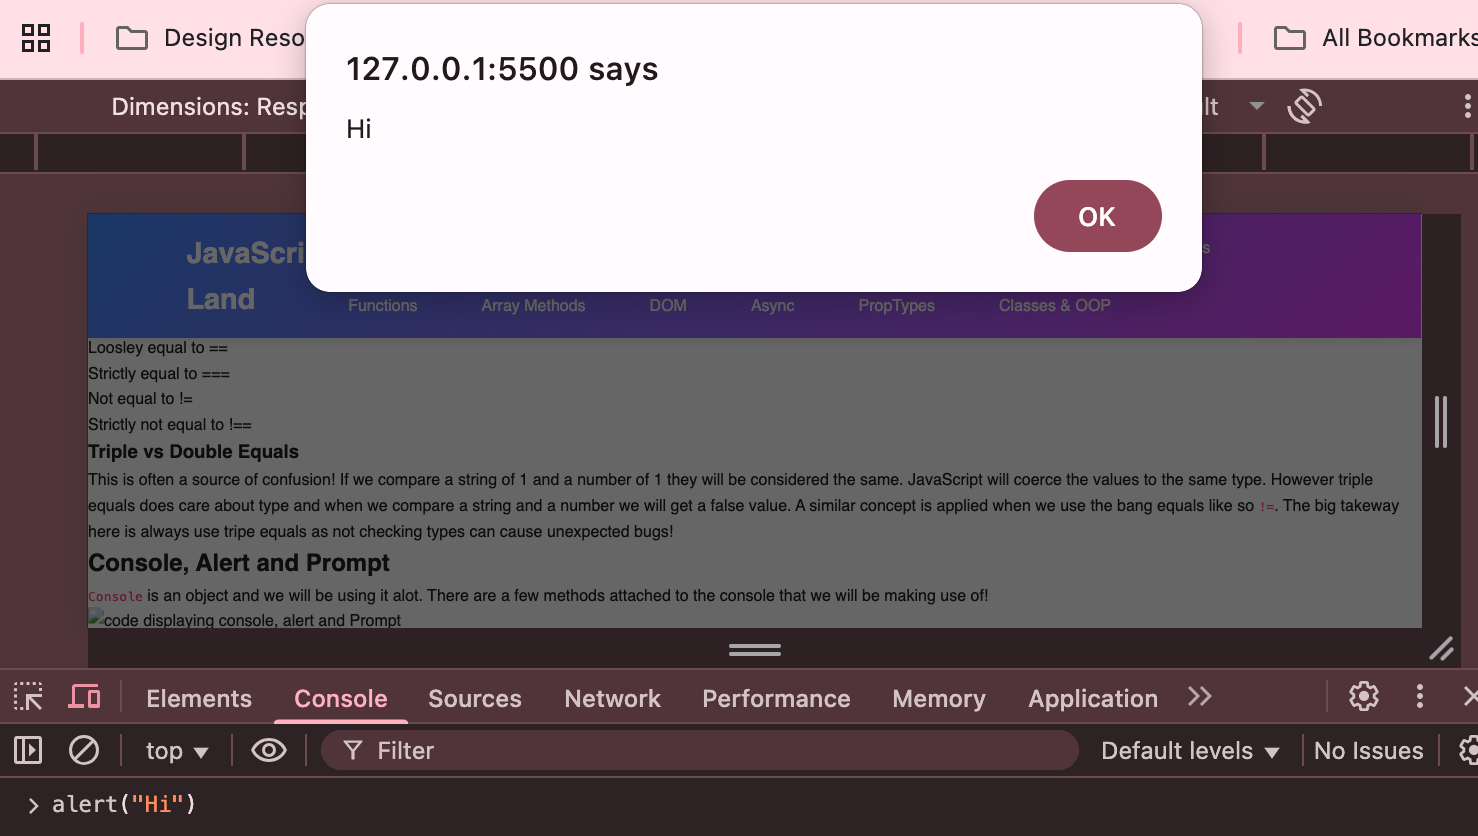 Design Reso
All Bookmarks
127.0.0.1:5500 says
Hi
OK
Dimensions: Resp
lt
JavaScri
Land
s
Functions Array Methods DOM Async PropTypes Classes & OOP
Loosley equal to ==
Strictly equal to ===
Not equal to !=
Strictly not equal to !==
Triple vs Double Equals
This is often a source of confusion! If we compare a string of 1 and a number of 1 they will be considered the same. JavaScript will coerce the values to the same type. However triple
equals does care about type and when we compare a string and a number we will get a false value. A similar concept is applied when we use the bang equals like so !=. The big takeway
here is always use tripe equals as not checking types can cause unexpected bugs!
Console, Alert and Prompt
Console is an object and we will be using it alot. There are a few methods attached to the console that we will be making use of!
code displaying console, alert and Prompt
Elements Console Sources Network Performance Memory Application
top Filter Default levels No Issues
> alert("Hi")